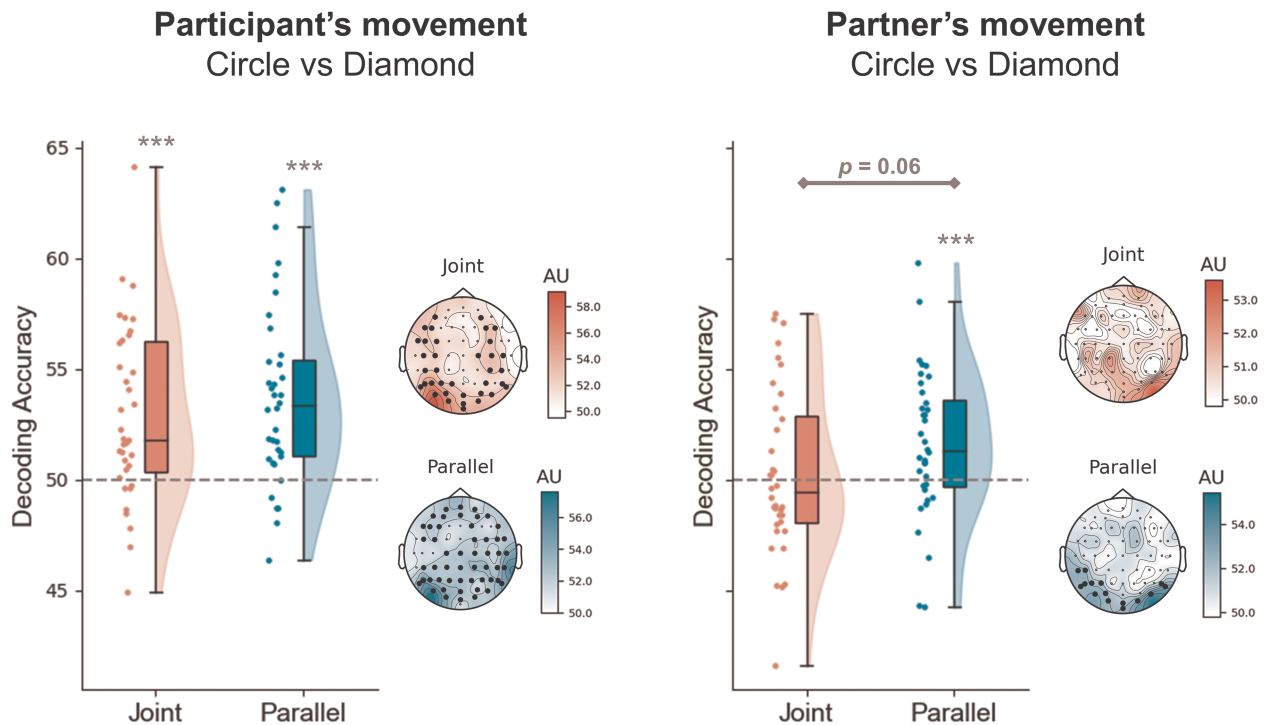 Participant's movement
Circle vs Diamond
Decoding Accuracy
65
60
55
50
45
***
***
Joint
Parallel
Joint
AU
58.0
56.0
54.0
52.0
50.0
Parallel
AU
56.0
54.0
52.0
50.0
Partner's movement
Circle vs Diamond
Decoding Accuracy
p = 0.06
***
Joint
Parallel
Joint
AU
53.0
52.0
51.0
50.0
Parallel
AU
54.0
52.0
50.0